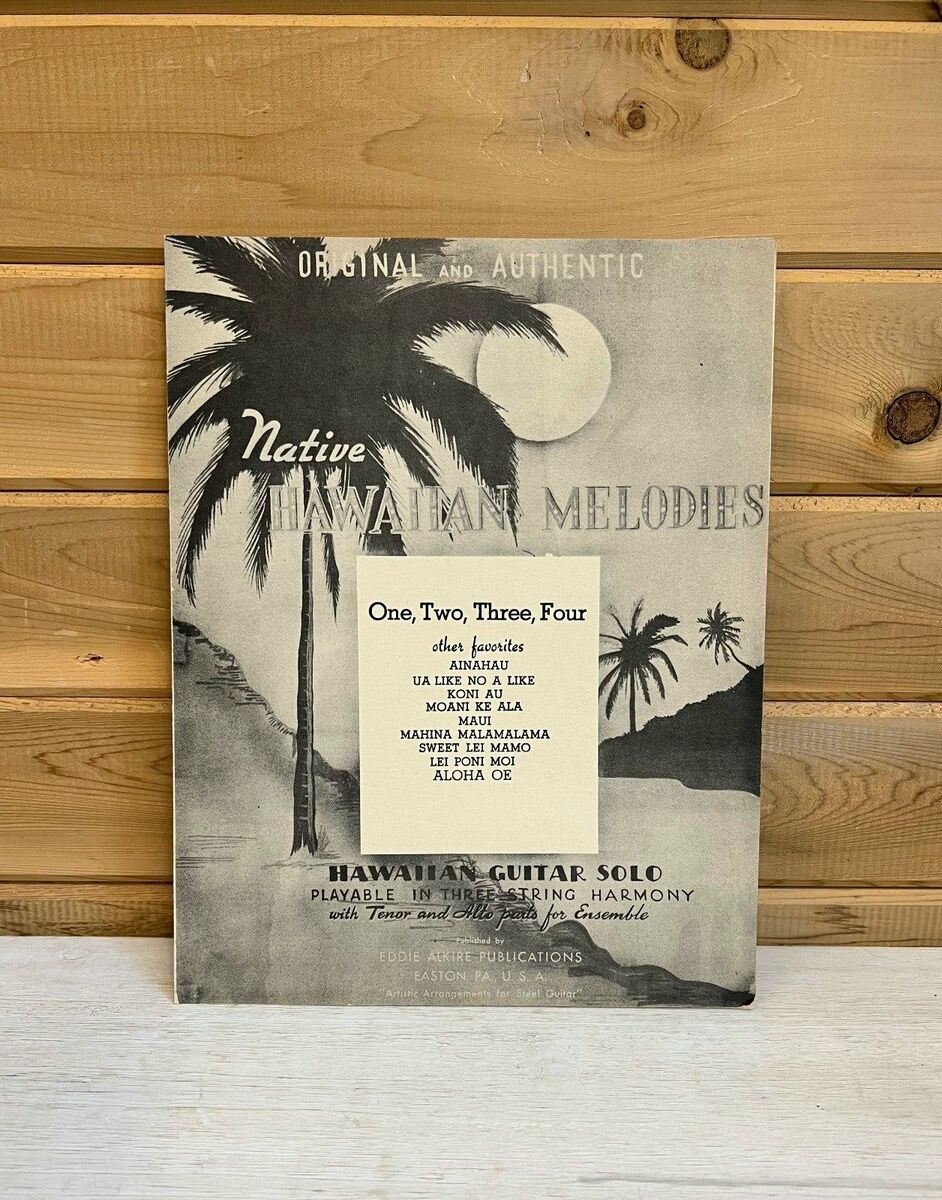 ORIGINAL AND AUTHENTIC
Native
HAWAIIAN MELODIES
One, Two, Three, Four
other favorites
AINAHAU
UA LIKE NO A LIKE
KONI AU
MOANI KE ALA
MAUI
MAHINA MALAMALAMA
SWEET LEI MAMO
LEI PONI MOI
ALOHA OE
HAWAIIAN GUITAR SOLO
PLAYABLE IN THREE STRING HARMONY
with Tenor and Alto parts for Ensemble
Published by
EDDIE ALKIRE PUBLICATIONS
EASTON PA., U. S. A.
"Artistic Arrangements for Steel Guitar"